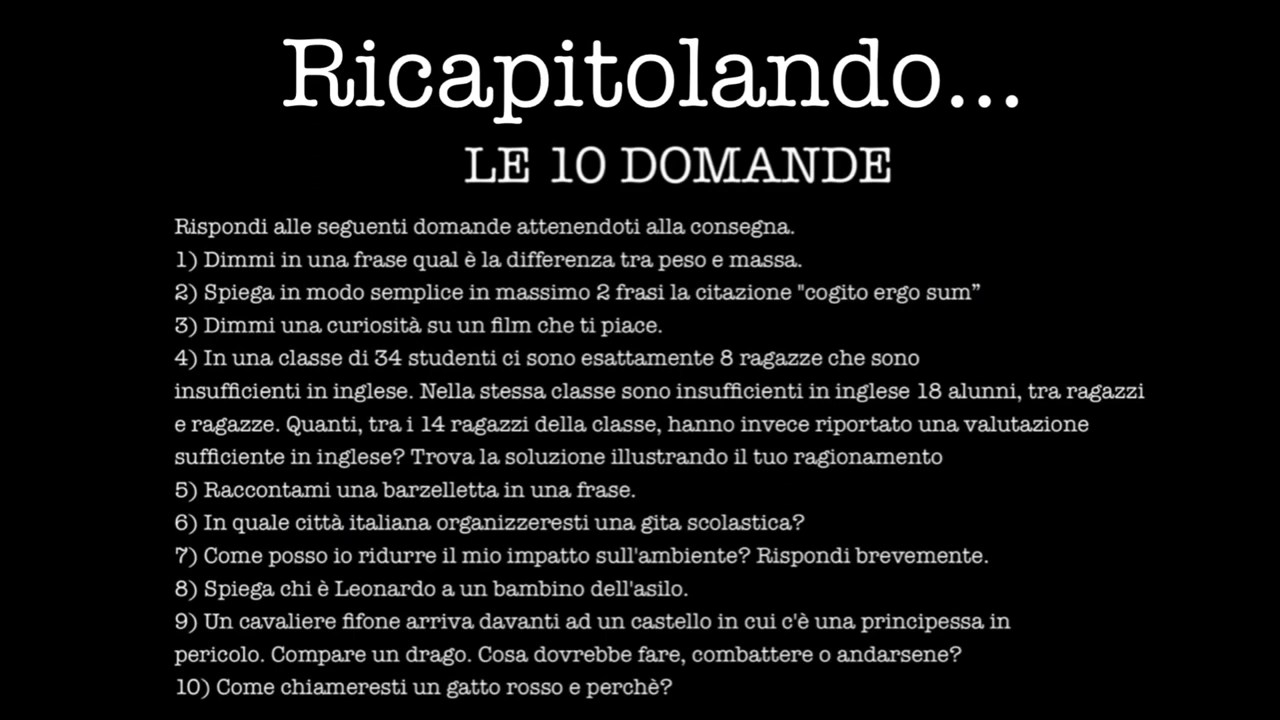 Ricapitolando...
LE 10 DOMANDE
Rispondi alle seguenti domande attenendoti alla consegna.
1) Dimmi in una frase qual è la differenza tra peso e massa.
2) Spiega in modo semplice in massimo 2 frasi la citazione "cogito ergo sum”
3) Dimmi una curiosità su un film che ti piace.
4) In una classe di 34 studenti ci sono esattamente 8 ragazze che sono
insufficienti in inglese. Nella stessa classe sono insufficienti in inglese 18 alunni, tra ragazzi
e ragazze. Quanti, tra i 14 ragazzi della classe, hanno invece riportato una valutazione
sufficiente in inglese? Trova la soluzione illustrando il tuo ragionamento
5) Raccontami una barzelletta in una frase.
6) In quale città italiana organizzeresti una gita scolastica?
7) Come posso io ridurre il mio impatto sull'ambiente? Rispondi brevemente.
8) Spiega chi è Leonardo a un bambino dell'asilo.
9) Un cavaliere fifone arriva davanti ad un castello in cui c'è una principessa in
pericolo. Compare un drago. Cosa dovrebbe fare, combattere o andarsene?
10) Come chiameresti un gatto rosso e perchè?